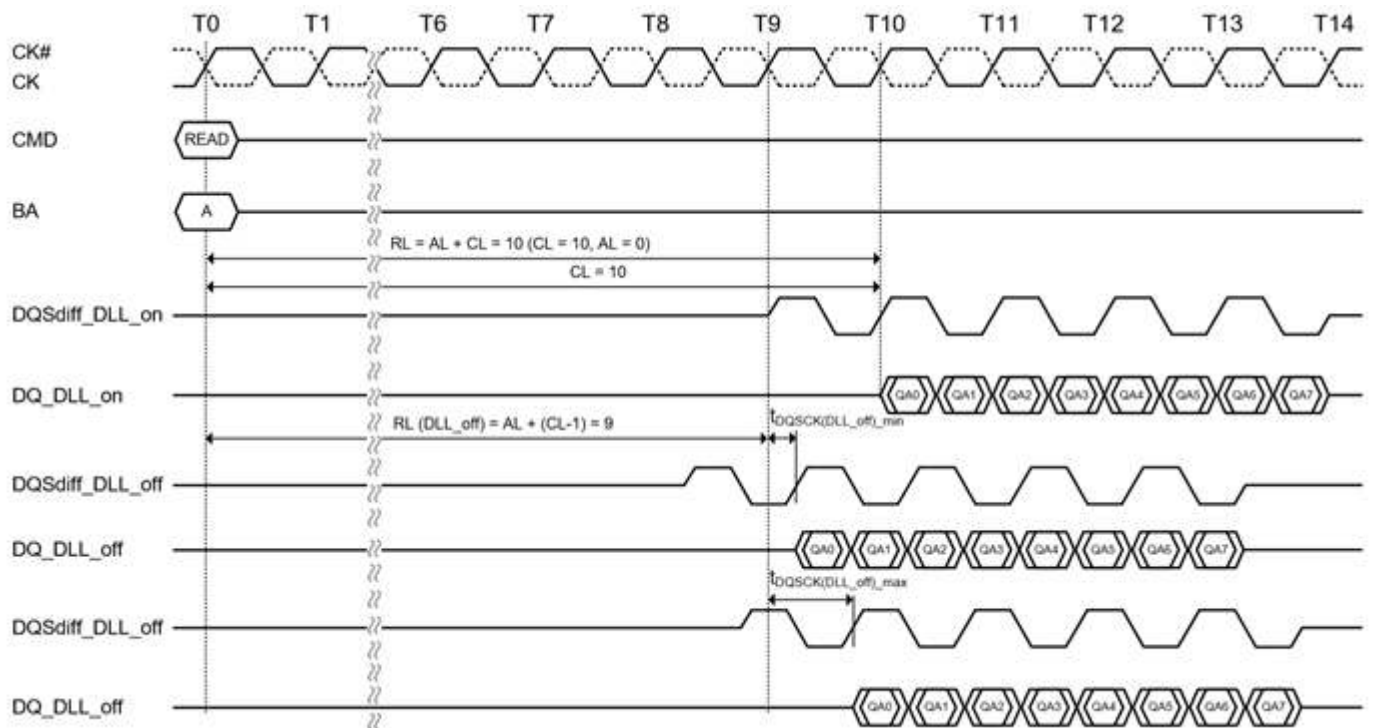 T0 T1 T6 T7 T8 T9 T10 T11 T12 T13 T14
CK#
CK
CMD READ
BA A
RL = AL + CL = 10 (CL = 10, AL = 0)
CL = 10
DQSdiff_DLL_on
DQ_DLL_on QA0 QA1 QA2 QA3 QA4 QA5 QA6 QA7
RL (DLL_off) = AL + (CL-1) = 9 tDQSCK(DLL_off)_min
DQSdiff_DLL_off
DQ_DLL_off QA0 QA1 QA2 QA3 QA4 QA5 QA6 QA7
tDQSCK(DLL_off)_max
DQSdiff_DLL_off
DQ_DLL_off QA0 QA1 QA2 QA3 QA4 QA5 QA6 QA7